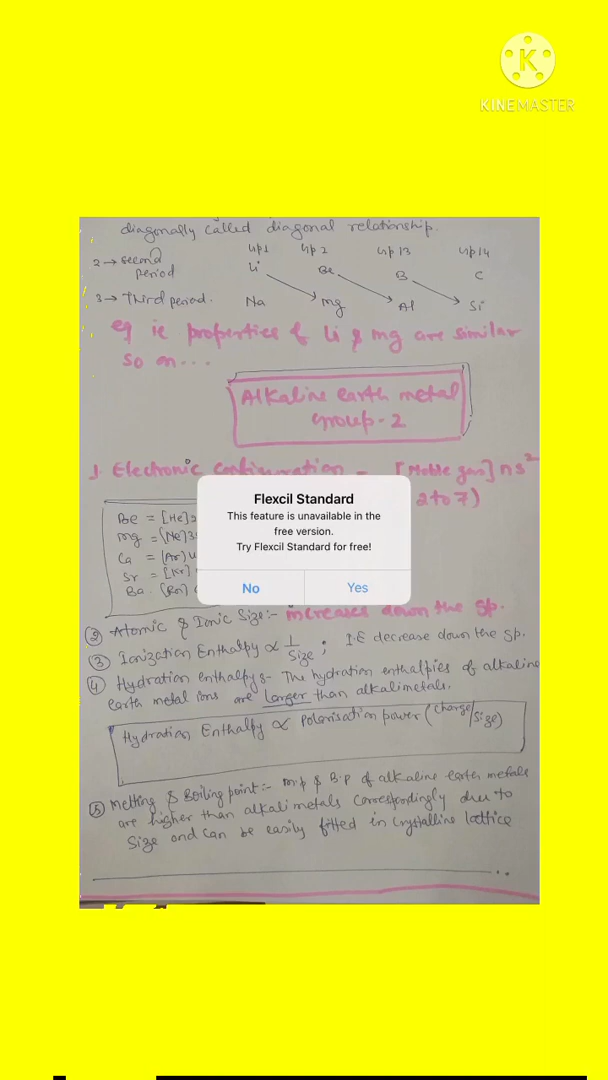 KINEMASTER
diagonally called diagonal relationship.
Gp1 Gp 2 Gp 13 Gp 14
2→ second period
Li Be B C
3→ Third period. Na Mg Al Si
eg ie properties of Li & Mg are similar
so on...
Alkaline earth metal
Group-2
1. Electronic configuration - [Noble gas] ns²
2 to 7)
Be = [He] 2
Mg = [Ne] 3
Ca = [Ar] 4
Sr = [Kr]
Ba. [Rn]
Flexcil Standard
This feature is unavailable in the
free version.
Try Flexcil Standard for free!
No Yes
② Atomic & Ionic Size:- increases down the gp.
③ Ionization Enthalpy ∝ 1/Size ; I.E decrease down the gp.
④ Hydration enthalpys- The hydration enthalpies of alkaline
earth metal ions are larger than alkalimetals.
Hydration Enthalpy ∝ Polarisation power (charge/size)
⑤ Melting & Boiling point:- m.p & B.p of alkaline earth metals
are higher than alkali metals correspondingly due to
size and can be easily fitted in crystalline lattice